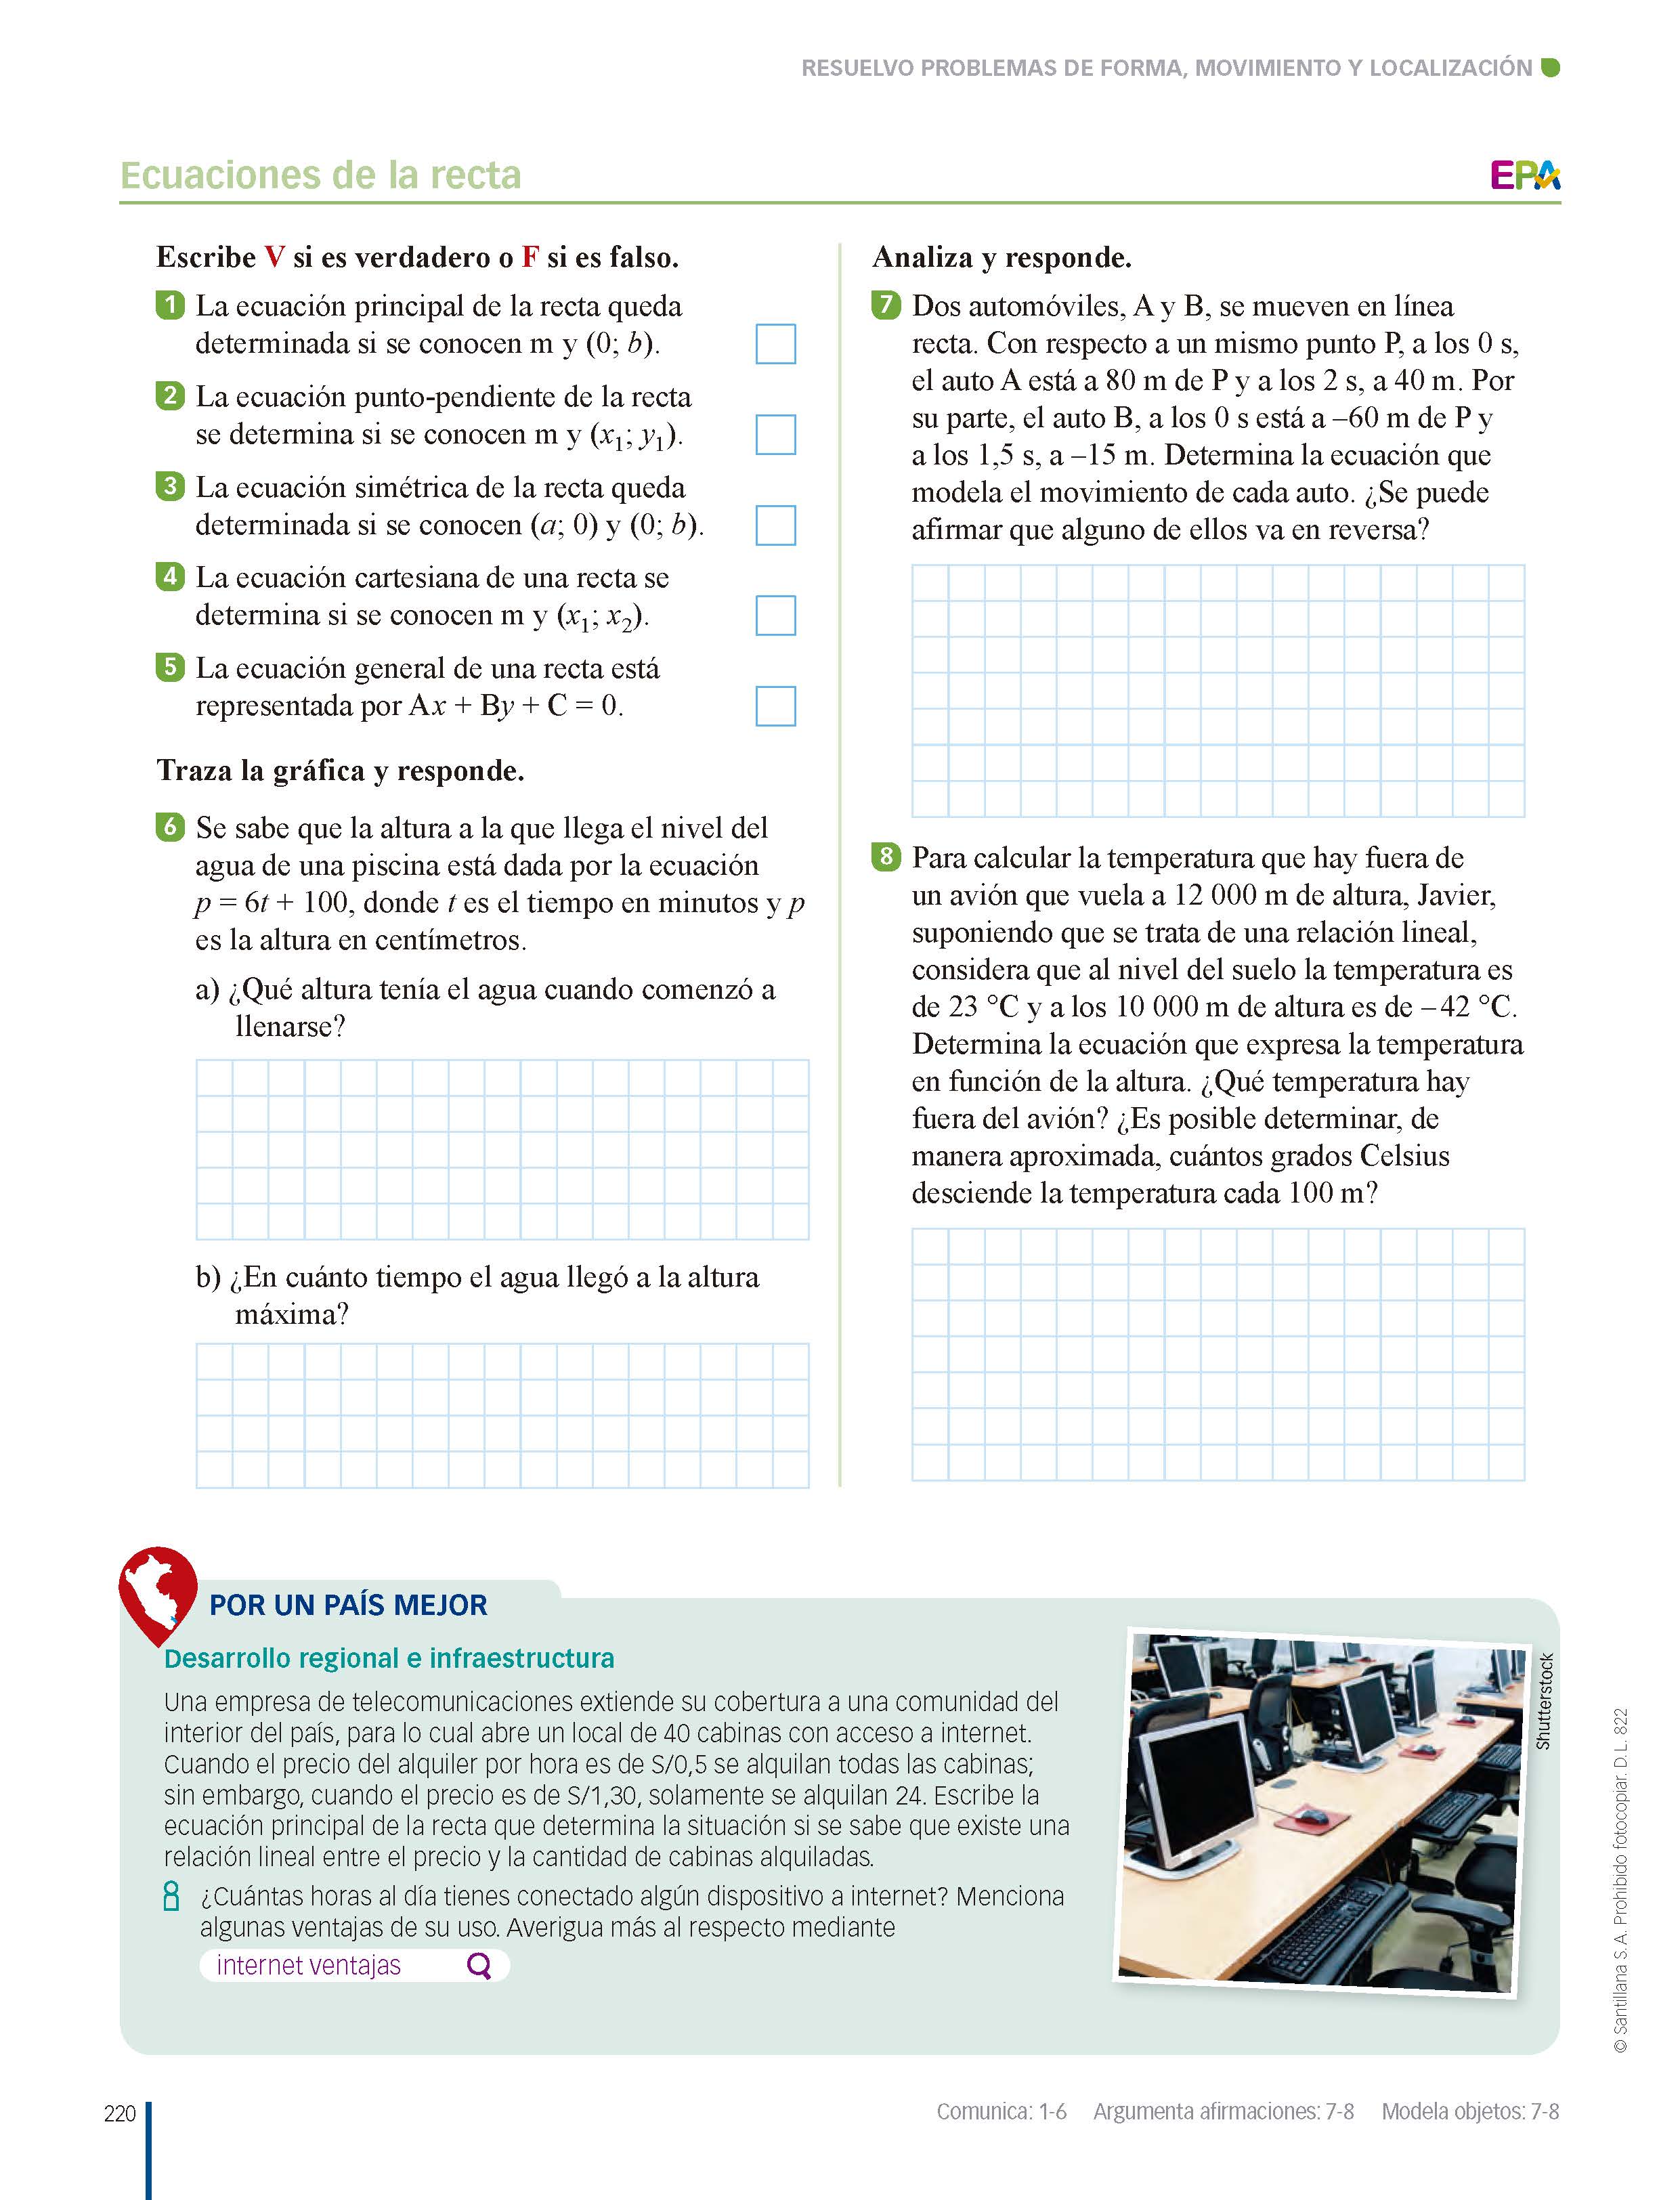 RESUELVO PROBLEMAS DE FORMA, MOVIMIENTO Y LOCALIZACIÓN
Ecuaciones de la recta
EPA
Escribe V si es verdadero o F si es falso.
1 La ecuación principal de la recta queda
determinada si se conocen m y (0; b).
2 La ecuación punto-pendiente de la recta
se determina si se conocen m y (x₁; y₁).
3 La ecuación simétrica de la recta queda
determinada si se conocen (a; 0) y (0; b).
4 La ecuación cartesiana de una recta se
determina si se conocen m y (x₁; x₂).
5 La ecuación general de una recta está
representada por Ax + By + C = 0.
Traza la gráfica y responde.
6 Se sabe que la altura a la que llega el nivel del
agua de una piscina está dada por la ecuación
p = 6t + 100, donde t es el tiempo en minutos y p
es la altura en centímetros.
a) ¿Qué altura tenía el agua cuando comenzó a
llenarse?
b) ¿En cuánto tiempo el agua llegó a la altura
máxima?
Analiza y responde.
7 Dos automóviles, A y B, se mueven en línea
recta. Con respecto a un mismo punto P, a los 0 s,
el auto A está a 80 m de P y a los 2 s, a 40 m. Por
su parte, el auto B, a los 0 s está a –60 m de P y
a los 1,5 s, a –15 m. Determina la ecuación que
modela el movimiento de cada auto. ¿Se puede
afirmar que alguno de ellos va en reversa?
8 Para calcular la temperatura que hay fuera de
un avión que vuela a 12 000 m de altura, Javier,
suponiendo que se trata de una relación lineal,
considera que al nivel del suelo la temperatura es
de 23 °C y a los 10 000 m de altura es de –42 °C.
Determina la ecuación que expresa la temperatura
en función de la altura. ¿Qué temperatura hay
fuera del avión? ¿Es posible determinar, de
manera aproximada, cuántos grados Celsius
desciende la temperatura cada 100 m?
POR UN PAÍS MEJOR
Desarrollo regional e infraestructura
Una empresa de telecomunicaciones extiende su cobertura a una comunidad del
interior del país, para lo cual abre un local de 40 cabinas con acceso a internet.
Cuando el precio del alquiler por hora es de S/0,5 se alquilan todas las cabinas;
sin embargo, cuando el precio es de S/1,30, solamente se alquilan 24. Escribe la
ecuación principal de la recta que determina la situación si se sabe que existe una
relación lineal entre el precio y la cantidad de cabinas alquiladas.
¿Cuántas horas al día tienes conectado algún dispositivo a internet? Menciona
algunas ventajas de su uso. Averigua más al respecto mediante
internet ventajas
Shutterstock
© Santillana S. A. Prohibido fotocopiar. D. L. 822
220
Comunica: 1-6 Argumenta afirmaciones: 7-8 Modela objetos: 7-8